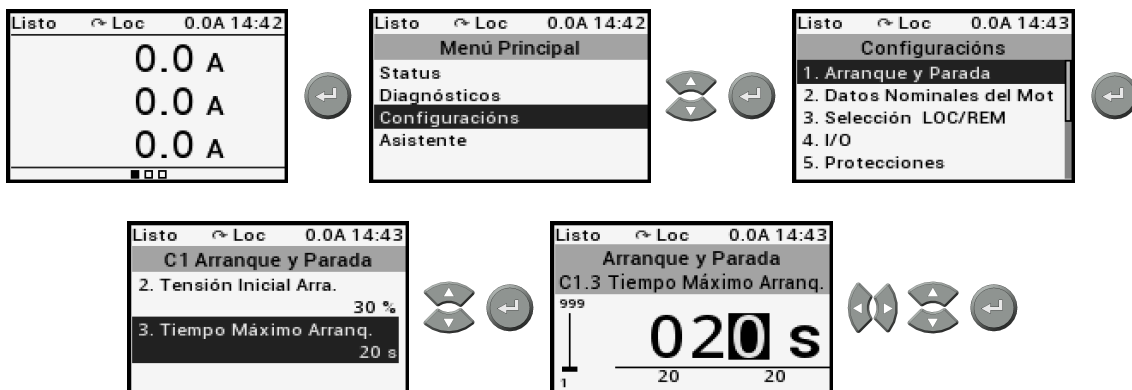 Listo Loc 0.0A 14:42
0.0 A
0.0 A
0.0 A
Listo Loc 0.0A 14:42
Menú Principal
Status
Diagnósticos
Configuracións
Asistente
Listo Loc 0.0A 14:43
Configuracións
1. Arranque y Parada
2. Datos Nominales del Mot
3. Selección LOC/REM
4. I/O
5. Protecciones
Listo Loc 0.0A 14:43
C1 Arranque y Parada
2. Tensión Inicial Arra.
30 %
3. Tiempo Máximo Arranq.
20 s
Listo Loc 0.0A 14:43
Arranque y Parada
C1.3 Tiempo Máximo Arranq.
999
020 s
1 20 20